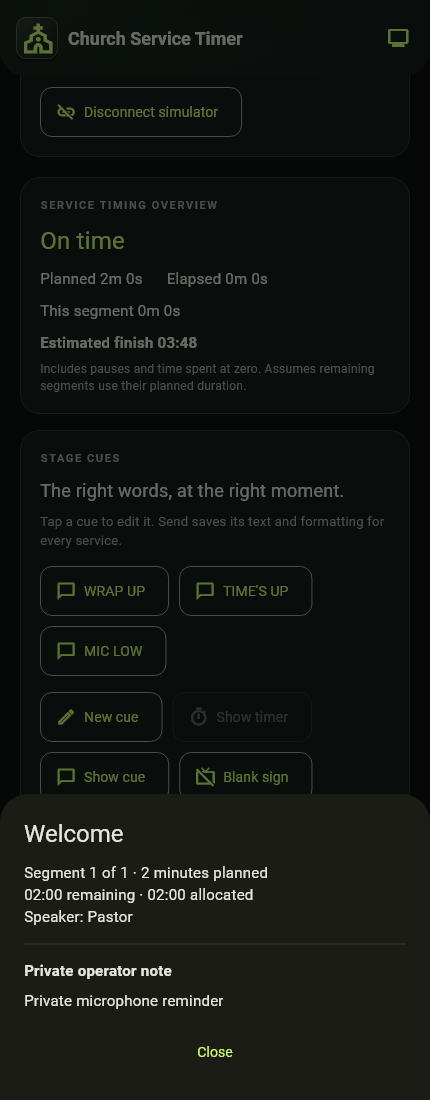 Church Service Timer
Disconnect simulator
SERVICE TIMING OVERVIEW
On time
Planned 2m 0s Elapsed 0m 0s
This segment 0m 0s
Estimated finish 03:48
Includes pauses and time spent at zero. Assumes remaining
segments use their planned duration.
STAGE CUES
The right words, at the right moment.
Tap a cue to edit it. Send saves its text and formatting for
every service.
WRAP UP TIME'S UP
MIC LOW
New cue Show timer
Show cue Blank sign
Welcome
Segment 1 of 1 · 2 minutes planned
02:00 remaining · 02:00 allocated
Speaker: Pastor
Private operator note
Private microphone reminder
Close